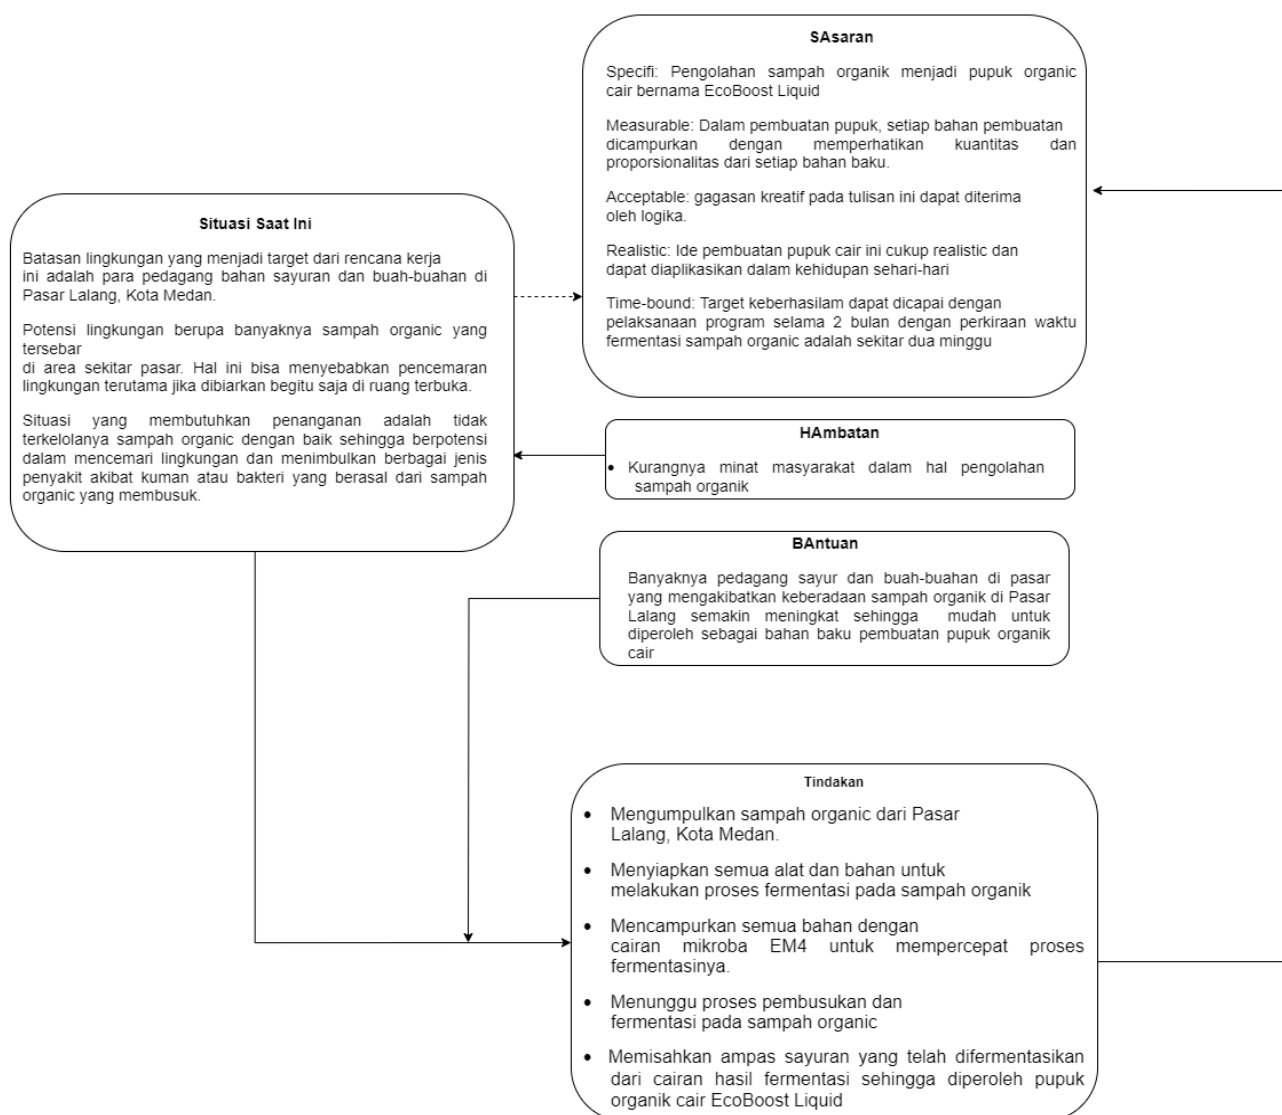 SAsaran
Specifi: Pengolahan sampah organik menjadi pupuk organic
cair bernama EcoBoost Liquid
Measurable: Dalam pembuatan pupuk, setiap bahan pembuatan
dicampurkan dengan memperhatikan kuantitas dan
proporsionalitas dari setiap bahan baku.
Acceptable: gagasan kreatif pada tulisan ini dapat diterima
oleh logika.
Realistic: Ide pembuatan pupuk cair ini cukup realistic dan
dapat diaplikasikan dalam kehidupan sehari-hari
Time-bound: Target keberhasilam dapat dicapai dengan
pelaksanaan program selama 2 bulan dengan perkiraan waktu
fermentasi sampah organic adalah sekitar dua minggu
Situasi Saat Ini
Batasan lingkungan yang menjadi target dari rencana kerja
ini adalah para pedagang bahan sayuran dan buah-buahan di
Pasar Lalang, Kota Medan.
Potensi lingkungan berupa banyaknya sampah organic yang
tersebar
di area sekitar pasar. Hal ini bisa menyebabkan pencemaran
lingkungan terutama jika dibiarkan begitu saja di ruang terbuka.
Situasi yang membutuhkan penanganan adalah tidak
terkelolanya sampah organic dengan baik sehingga berpotensi
dalam mencemari lingkungan dan menimbulkan berbagai jenis
penyakit akibat kuman atau bakteri yang berasal dari sampah
organic yang membusuk.
HAmbatan
• Kurangnya minat masyarakat dalam hal pengolahan
sampah organik
BAntuan
Banyaknya pedagang sayur dan buah-buahan di pasar
yang mengakibatkan keberadaan sampah organik di Pasar
Lalang semakin meningkat sehingga mudah untuk
diperoleh sebagai bahan baku pembuatan pupuk organik
cair
Tindakan
• Mengumpulkan sampah organic dari Pasar
Lalang, Kota Medan.
• Menyiapkan semua alat dan bahan untuk
melakukan proses fermentasi pada sampah organik
• Mencampurkan semua bahan dengan
cairan mikroba EM4 untuk mempercepat proses
fermentasinya.
• Menunggu proses pembusukan dan
fermentasi pada sampah organic
• Memisahkan ampas sayuran yang telah difermentasikan
dari cairan hasil fermentasi sehingga diperoleh pupuk
organik cair EcoBoost Liquid